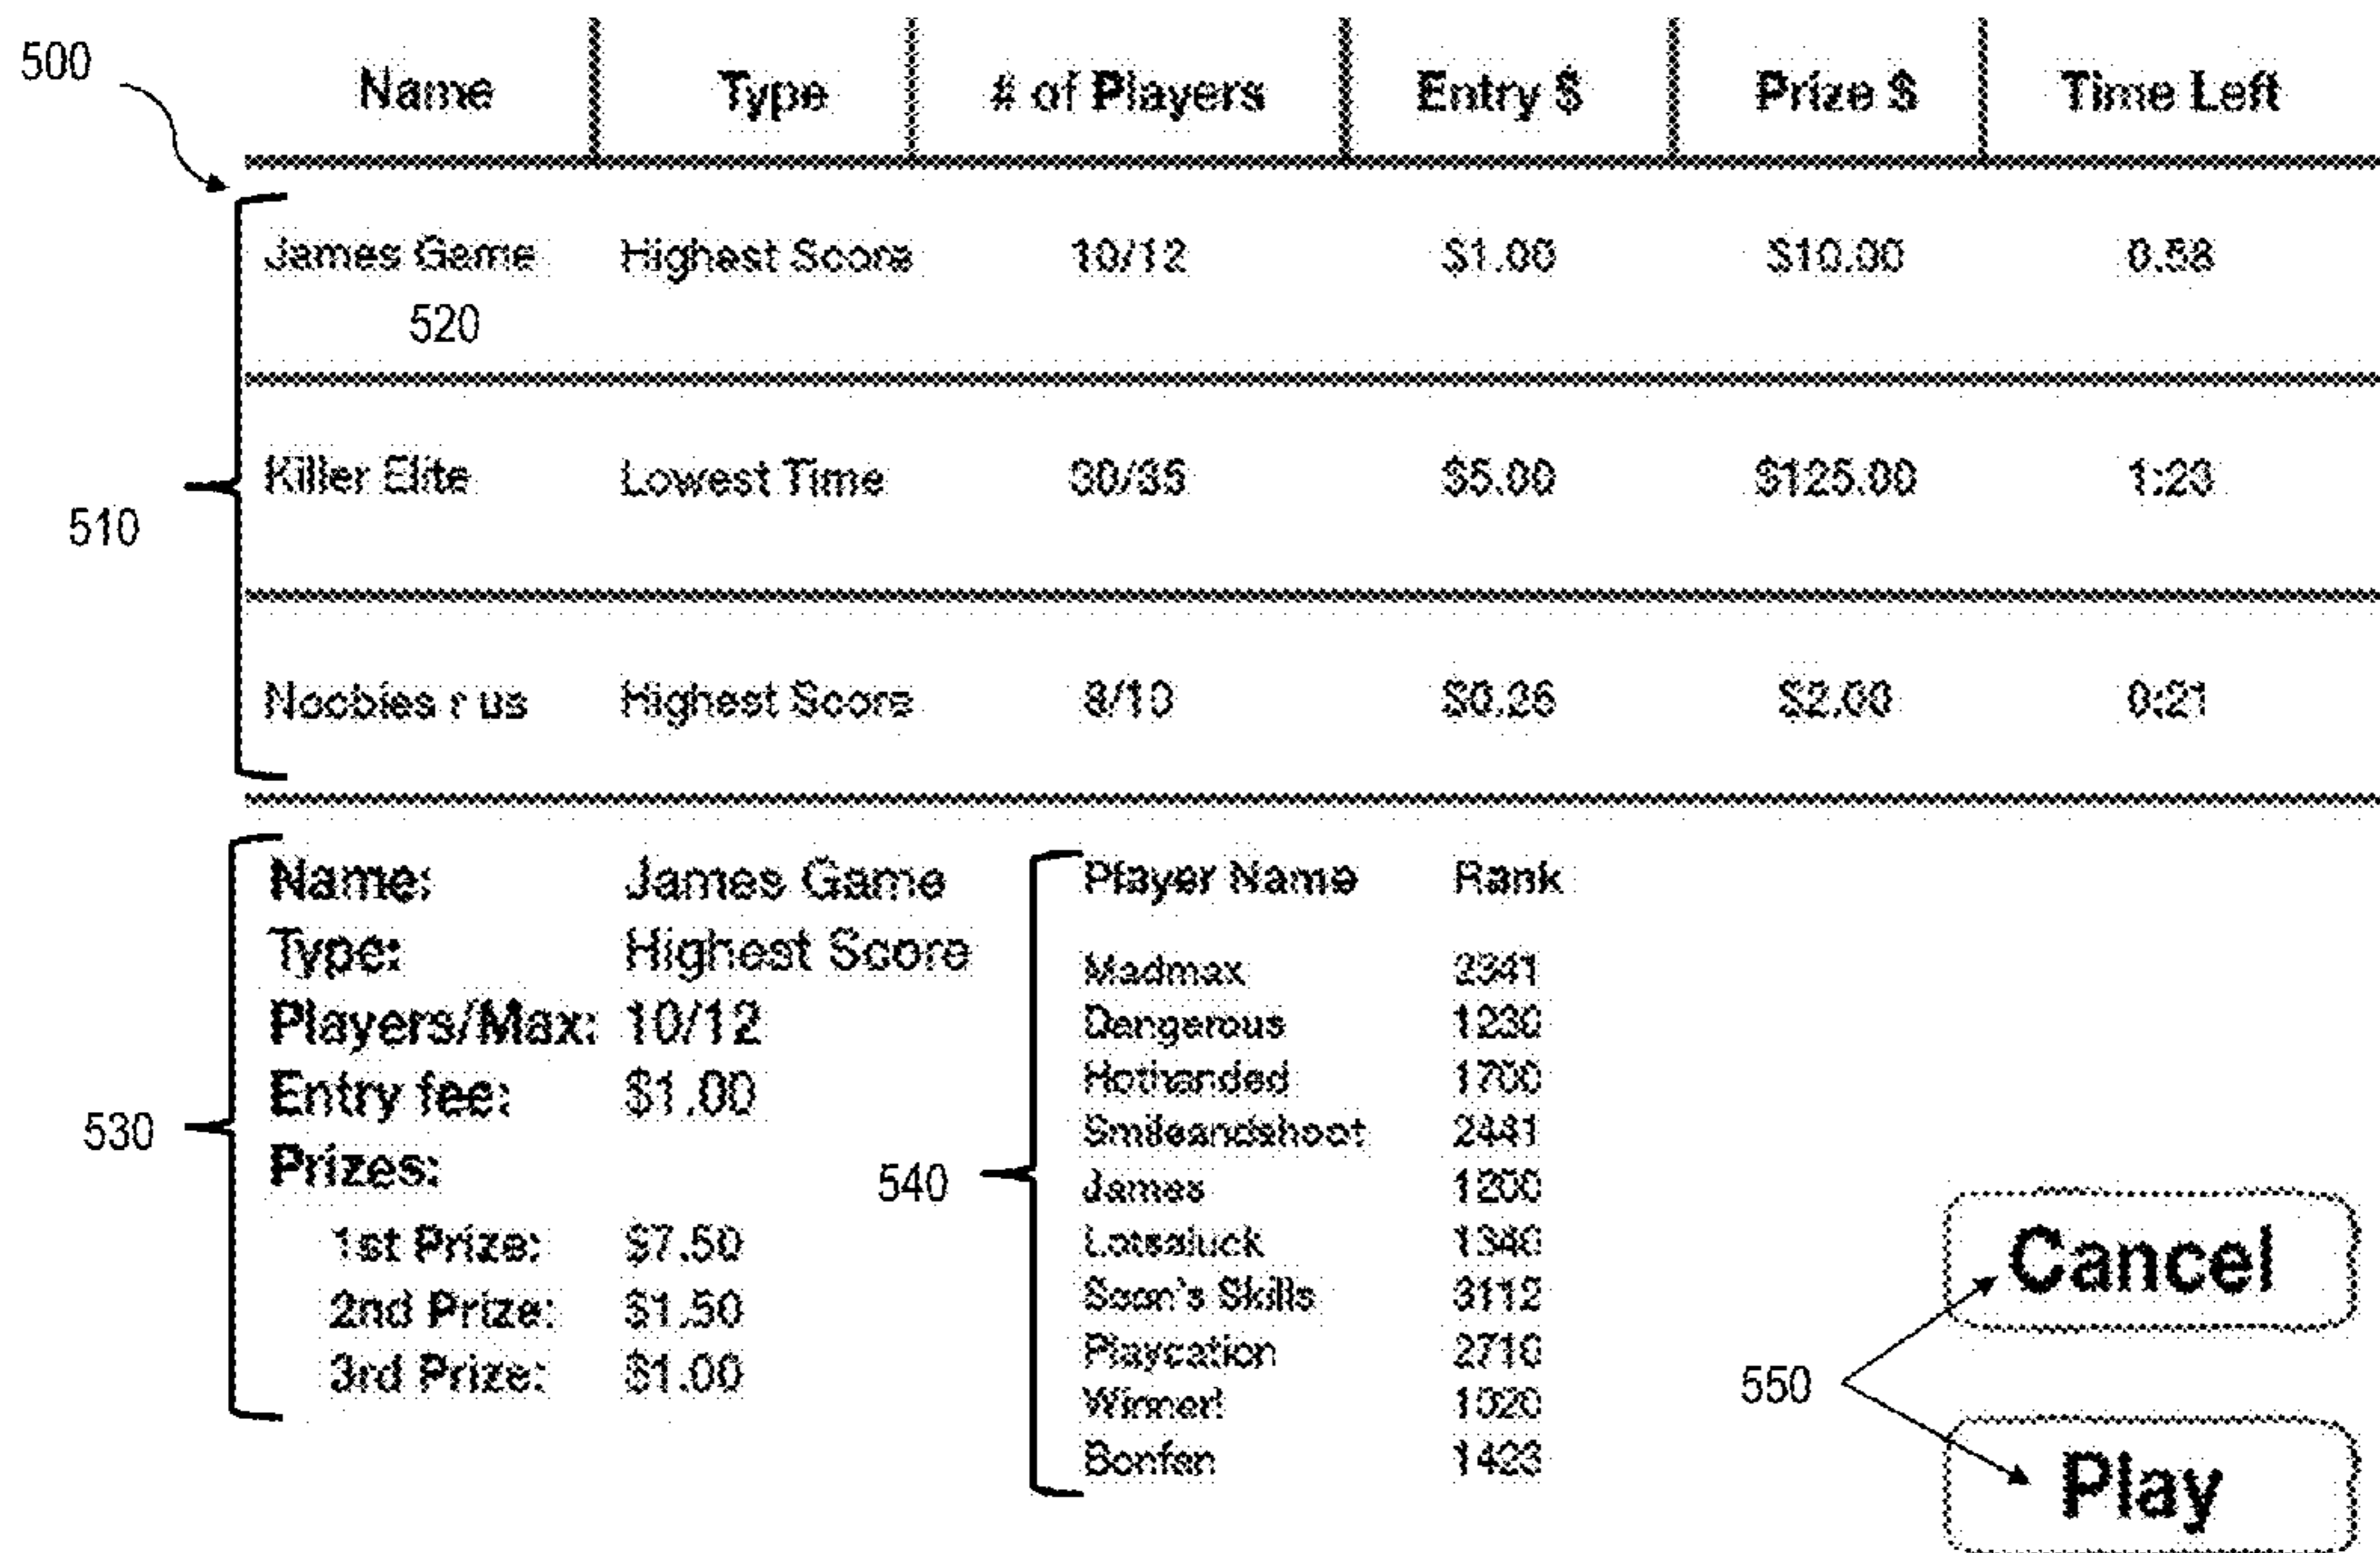 500
Name Type # of Players Entry $ Prize $ Time Left
James Game Highest Score 10/12 $1.00 $10.00 0.58
520
Killer Elite Lowest Time 30/35 $5.00 $125.00 1:23
510
Noobies r us Highest Score 8/10 $0.25 $2.00 0:21
530
Name: James Game
Type: Highest Score
Players/Max: 10/12
Entry fee: $1.00
Prizes:
1st Prize: $7.50
2nd Prize: $1.50
3rd Prize: $1.00
540
Player Name Rank
Madmax
Dangerous 1230
Hothanded 1700
Smileandshoot 2441
James 1200
Lotsaluck 1340
Sean's Skills 3112
Playcation 2710
Winner!
Bonfan 1423
550
Cancel
Play